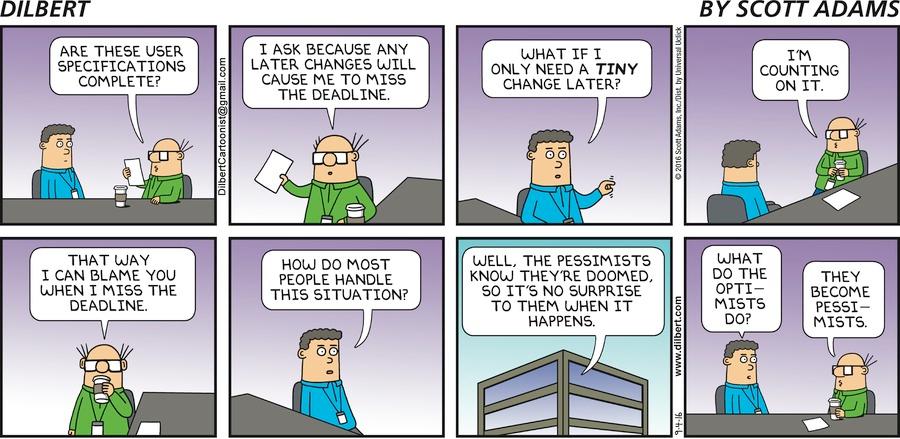 DILBERT
BY SCOTT ADAMS
ARE THESE USER
SPECIFICATIONS
COMPLETE?
DilbertCartoonist@gmail.com
I ASK BECAUSE ANY
LATER CHANGES WILL
CAUSE ME TO MISS
THE DEADLINE.
WHAT IF I
ONLY NEED A TINY
CHANGE LATER?
© 2016 Scott Adams, Inc./Dist. by Universal Uclick
I'M
COUNTING
ON IT.
THAT WAY
I CAN BLAME YOU
WHEN I MISS THE
DEADLINE.
HOW DO MOST
PEOPLE HANDLE
THIS SITUATION?
WELL, THE PESSIMISTS
KNOW THEY'RE DOOMED,
SO IT'S NO SURPRISE
TO THEM WHEN IT
HAPPENS.
9-4-16
www.dilbert.com
WHAT
DO THE
OPTI-
MISTS
DO?
THEY
BECOME
PESSI-
MISTS.